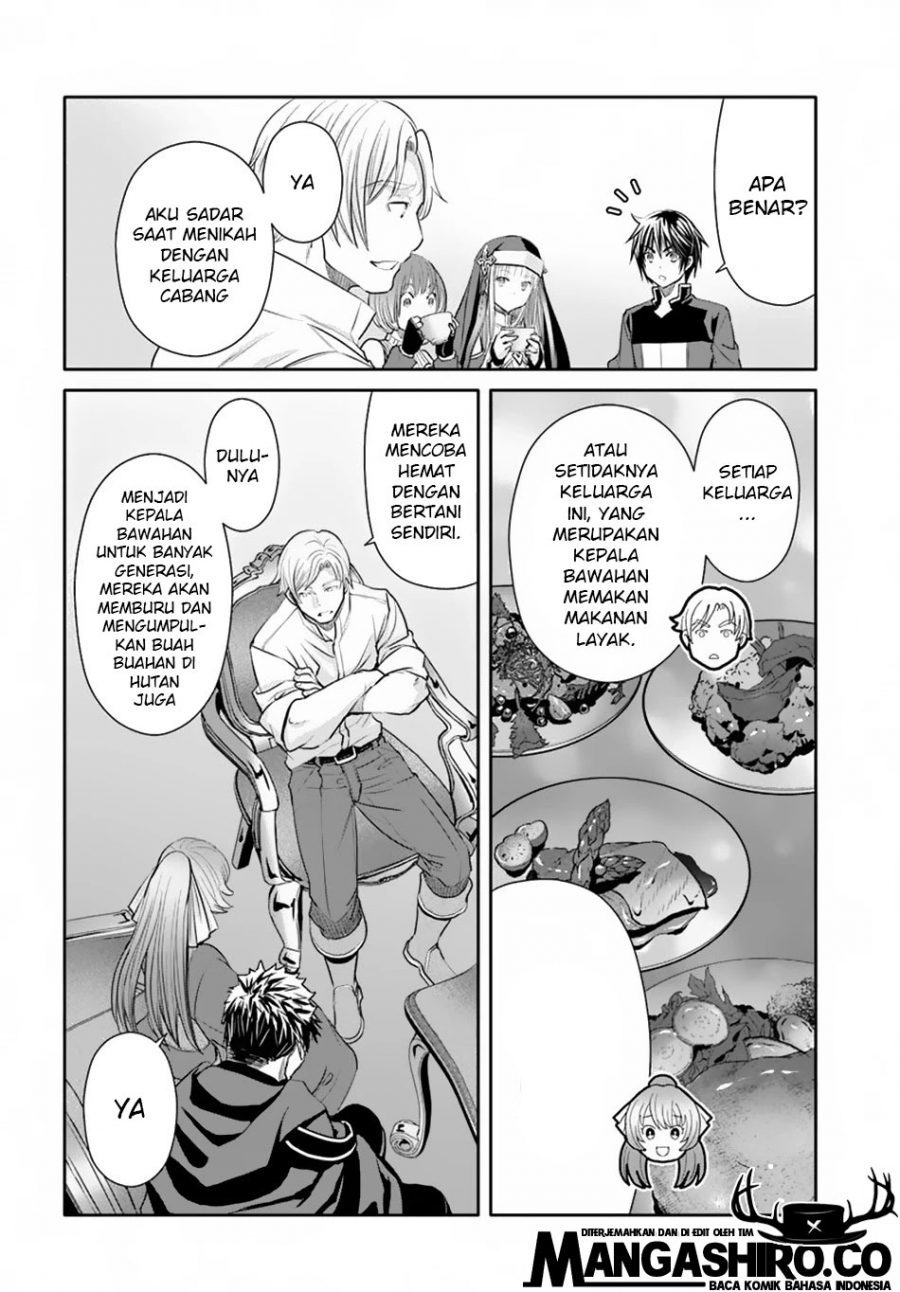 APA
BENAR?
YA
AKU SADAR
SAAT MENIKAH
DENGAN
KELUARGA
CABANG
SETIAP
KELUARGA
...
ATAU
SETIDAKNYA
KELUARGA
INI, YANG
MERUPAKAN
KEPALA
BAWAHAN
MEMAKAN
MAKANAN
LAYAK.
MEREKA
MENCOBA
HEMAT
DENGAN
BERTANI
SENDIRI.
DULU-
NYA
MENJADI
KEPALA
BAWAHAN
UNTUK BANYAK
GENERASI,
MEREKA AKAN
MEMBURU DAN
MENGUMPUL-
KAN BUAH
BUAHAN DI
HUTAN
JUGA
YA
DITERJEMAHKAN DAN DI EDIT OLEH TIM
MANGASHIRO.CO
BACA KOMIK BAHASA INDONESIA